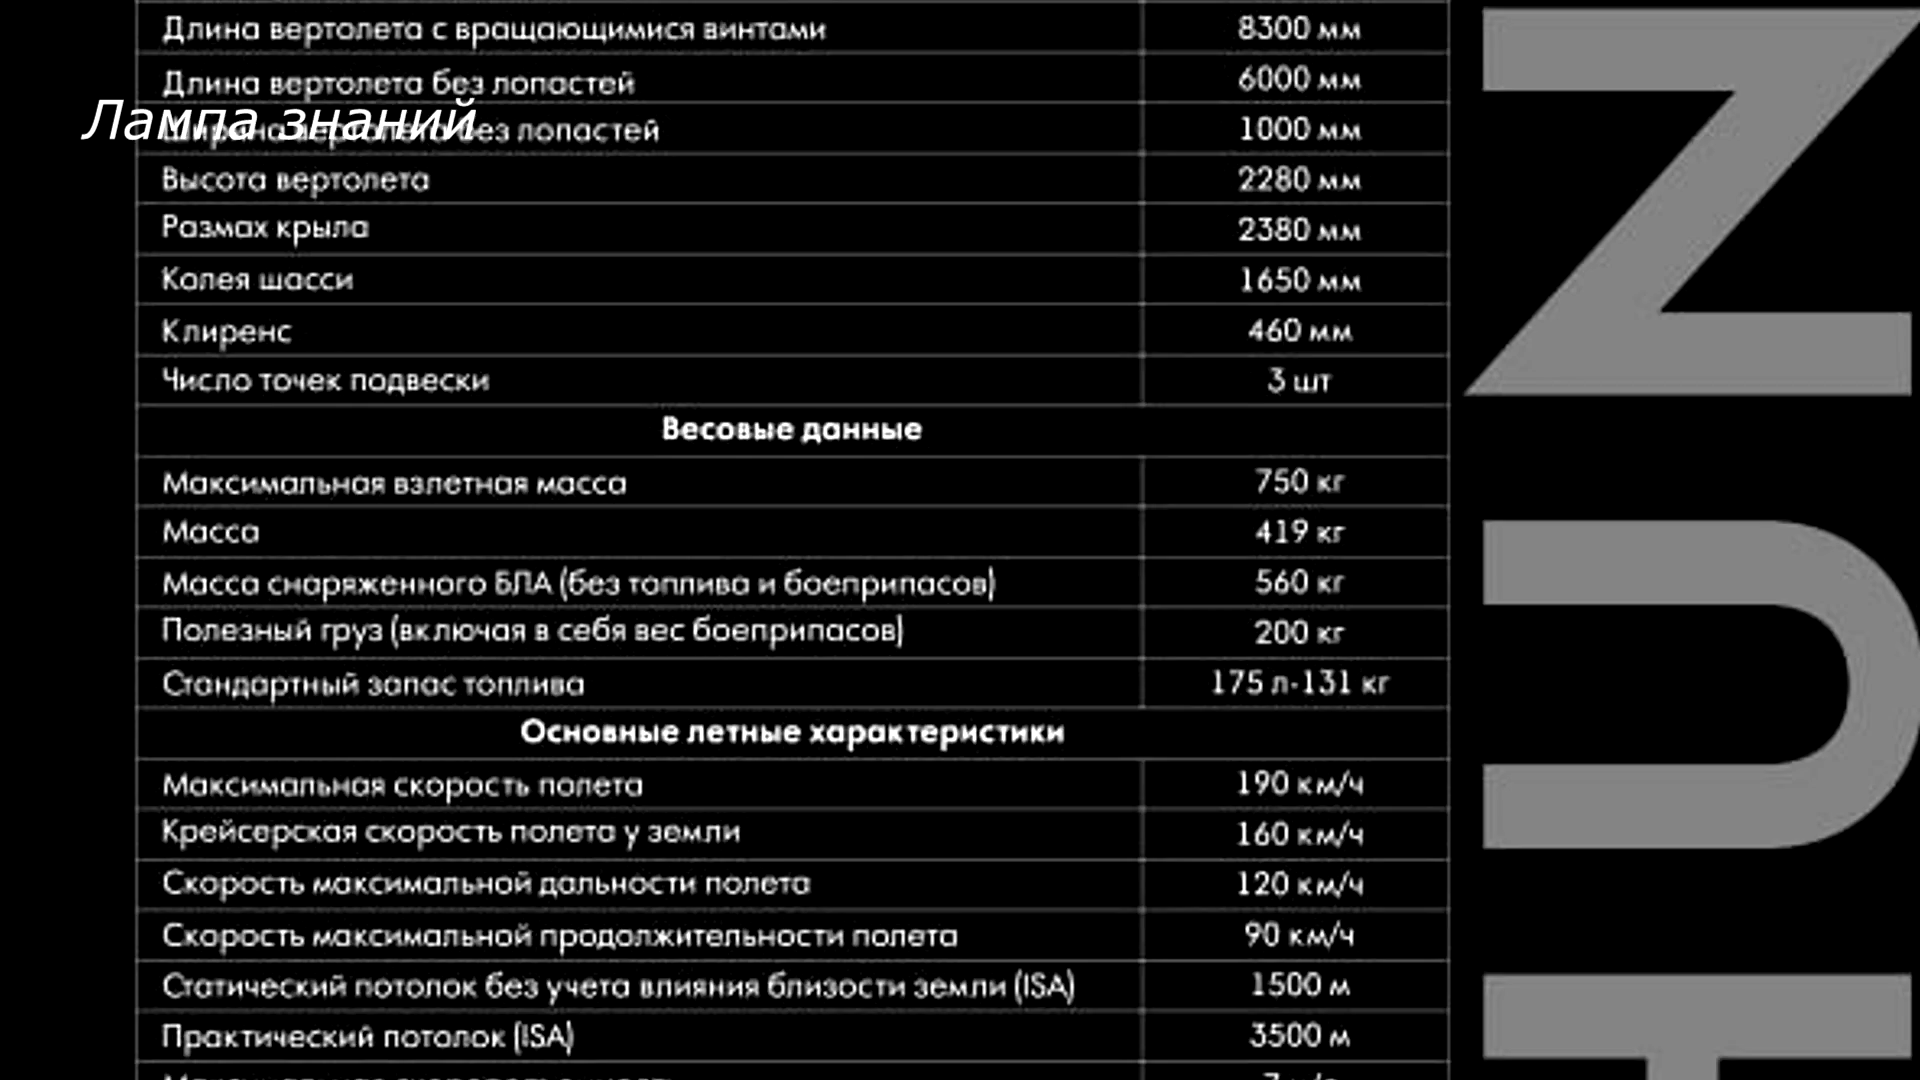 Длина вертолета с вращающимися винтами 8300 мм
Длина вертолета без лопастей 6000 мм
Лампа знаний
Ширина вертолета без лопастей 1000 мм
Высота вертолета 2280 мм
Размах крыла 2380 мм
Колея шасси 1650 мм
Клиренс 460 мм
Число точек подвески 3 шт
Весовые данные
Максимальная взлетная масса 750 кг
Масса 419 кг
Масса снаряженного БЛА (без топлива и боеприпасов) 560 кг
Полезный груз (включая в себя вес боеприпасов) 200 кг
Стандартный запас топлива 175 л-131 кг
Основные летные характеристики
Максимальная скорость полета 190 км/ч
Крейсерская скорость полета у земли 160 км/ч
Скорость максимальной дальности полета 120 км/ч
Скорость максимальной продолжительности полета 90 км/ч
Статический потолок без учета влияния близости земли (ISA) 1500 м
Практический потолок (ISA) 3500 м